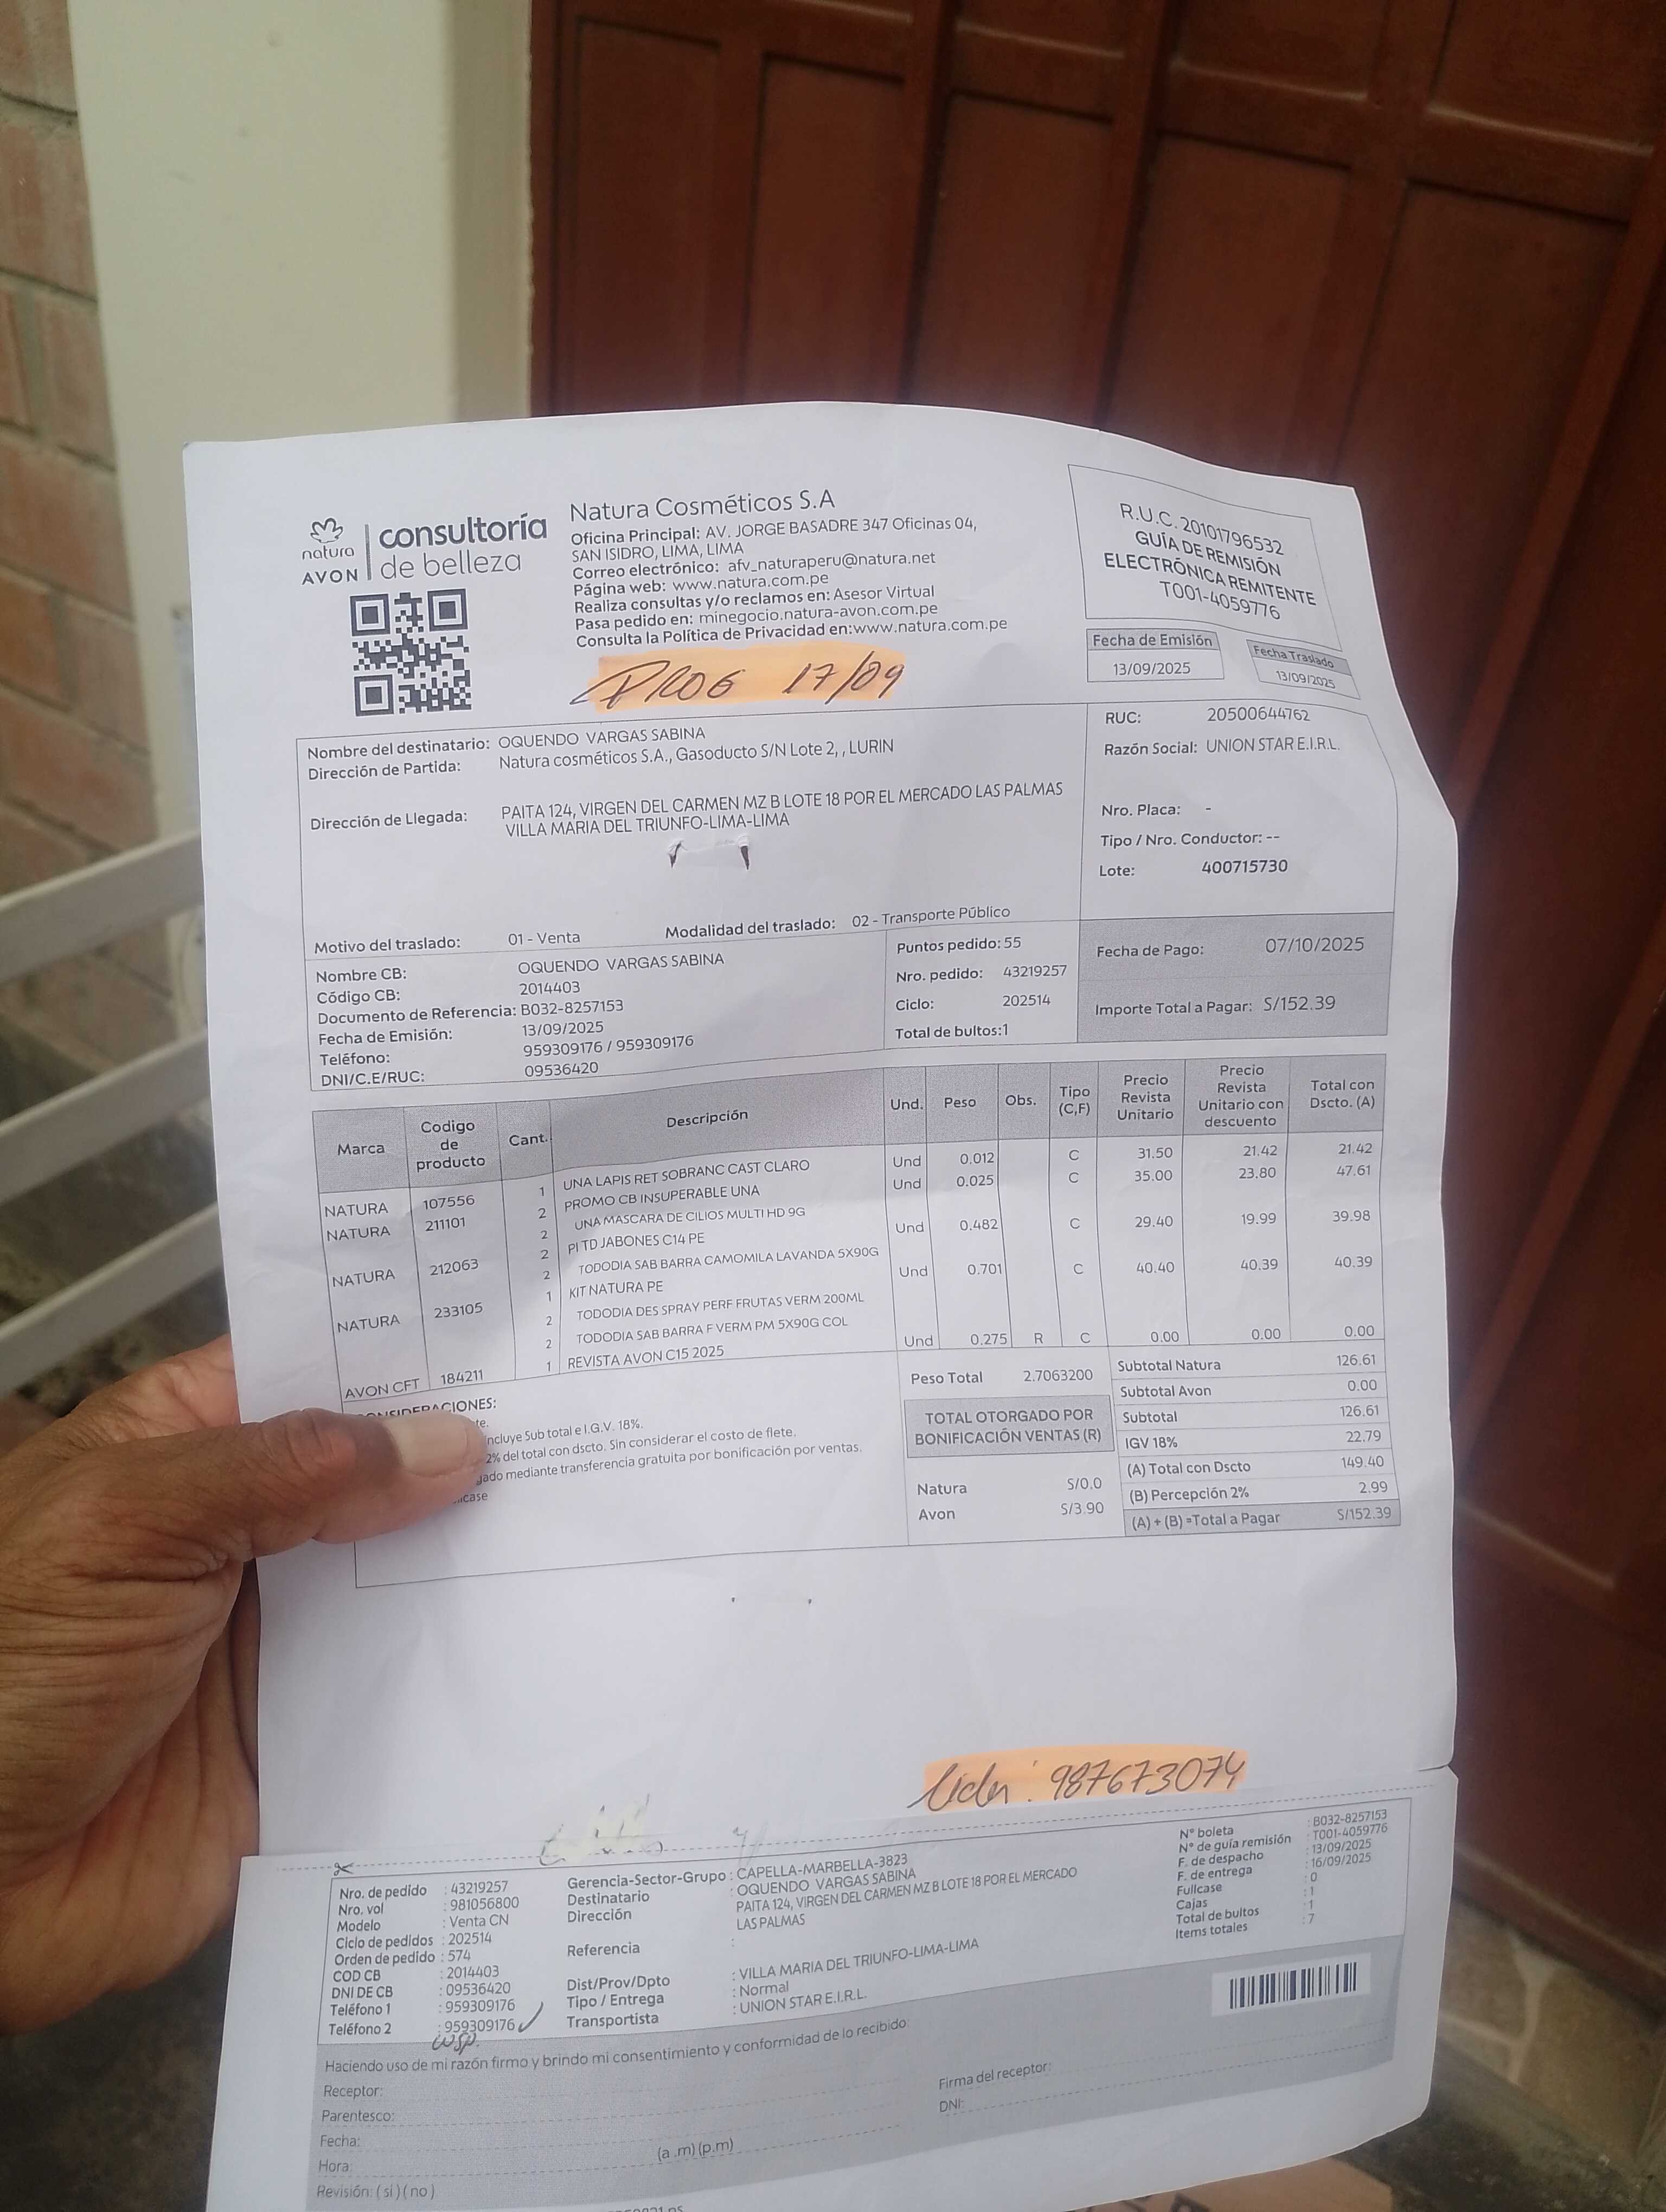 natura
AVON
consultoría
de belleza
Natura Cosméticos S.A
Oficina Principal: AV. JORGE BASADRE 347 Oficinas 04,
SAN ISIDRO, LIMA, LIMA
Correo electrónico: afv_naturaperu@natura.net
Página web: www.natura.com.pe
Realiza consultas y/o reclamos en: Asesor Virtual
Pasa pedido en: minegocio.natura-avon.com.pe
Consulta la Política de Privacidad en:www.natura.com.pe
R.U.C. 20101796532
GUÍA DE REMISIÓN
ELECTRÓNICA REMITENTE
T001-4059776
Fecha de Emisión
13/09/2025
Fecha Traslado
13/09/2025
PROG 17/09
Nombre del destinatario: OQUENDO VARGAS SABINA
Dirección de Partida: Natura cosméticos S.A., Gasoducto S/N Lote 2, , LURIN
Dirección de Llegada: PAITA 124, VIRGEN DEL CARMEN MZ B LOTE 18 POR EL MERCADO LAS PALMAS
VILLA MARIA DEL TRIUNFO-LIMA-LIMA
Motivo del traslado: 01 - Venta Modalidad del traslado: 02 - Transporte Público
RUC: 20500644762
Razón Social: UNION STAR E.I.R.L.
Nro. Placa: -
Tipo / Nro. Conductor: --
Lote: 400715730
Nombre CB: OQUENDO VARGAS SABINA
Código CB: 2014403
Documento de Referencia: B032-8257153
Fecha de Emisión: 13/09/2025
Teléfono: 959309176 / 959309176
DNI/C.E/RUC: 09536420
Puntos pedido: 55
Nro. pedido: 43219257
Ciclo: 202514
Total de bultos:1
Fecha de Pago: 07/10/2025
Importe Total a Pagar: S/152.39
Marca Codigo de producto Cant. Descripción Und. Peso Obs. Tipo (C,F) Precio Revista Unitario Precio Revista Unitario con descuento Total con Dscto. (A)
NATURA 107556 1 UNA LAPIS RET SOBRANC CAST CLARO Und 0.012 C 31.50 21.42 21.42
NATURA 211101 2 PROMO CB INSUPERABLE UNA Und 0.025 C 35.00 23.80 47.61
2 UNA MASCARA DE CILIOS MULTI HD 9G
NATURA 212063 2 PI TD JABONES C14 PE Und 0.482 C 29.40 19.99 39.98
2 TODODIA SAB BARRA CAMOMILA LAVANDA 5X90G
NATURA 233105 1 KIT NATURA PE Und 0.701 C 40.40 40.39 40.39
2 TODODIA DES SPRAY PERF FRUTAS VERM 200ML
2 TODODIA SAB BARRA F VERM PM 5X90G COL
AVON CFT 184211 1 REVISTA AVON C15 2025 Und 0.275 R C 0.00 0.00 0.00
te.
ncluye Sub total e I.G.V. 18%.
2% del total con dscto. Sin considerar el costo de flete.
gado mediante transferencia gratuita por bonificación por ventas.
Peso Total 2.7063200
TOTAL OTORGADO POR
BONIFICACIÓN VENTAS (R)
Natura S/0.0
Avon S/3.90
Subtotal Natura 126.61
Subtotal Avon 0.00
Subtotal 126.61
IGV 18% 22.79
(A) Total con Dscto 149.40
(B) Percepción 2% 2.99
(A) + (B) =Total a Pagar S/152.39
Lider: 987673074
Nro. de pedido : 43219257
Nro. vol : 981056800
Modelo : Venta CN
Ciclo de pedidos : 202514
Orden de pedido : 574
COD CB : 2014403
DNI DE CB : 09536420
Teléfono 1 : 959309176
Teléfono 2 : 959309176
wsp.
Gerencia-Sector-Grupo : CAPELLA-MARBELLA-3823
Destinatario : OQUENDO VARGAS SABINA
Dirección PAITA 124, VIRGEN DEL CARMEN MZ B LOTE 18 POR EL MERCADO
LAS PALMAS
Referencia :
Dist/Prov/Dpto : VILLA MARIA DEL TRIUNFO-LIMA-LIMA
Tipo / Entrega : Normal
Transportista : UNION STAR E.I.R.L.
N° boleta : B032-8257153
N° de guía remisión : T001-4059776
F. de despacho : 13/09/2025
F. de entrega : 16/09/2025
Fullcase : 0
Cajas : 1
Total de bultos : 1
Items totales : 7
Haciendo uso de mi razón firmo y brindo mi consentimiento y conformidad de lo recibido:
Receptor:
Parentesco:
Fecha:
Hora: (a .m) (p.m)
Revisión: ( sí ) ( no )
Firma del receptor:
DNI: